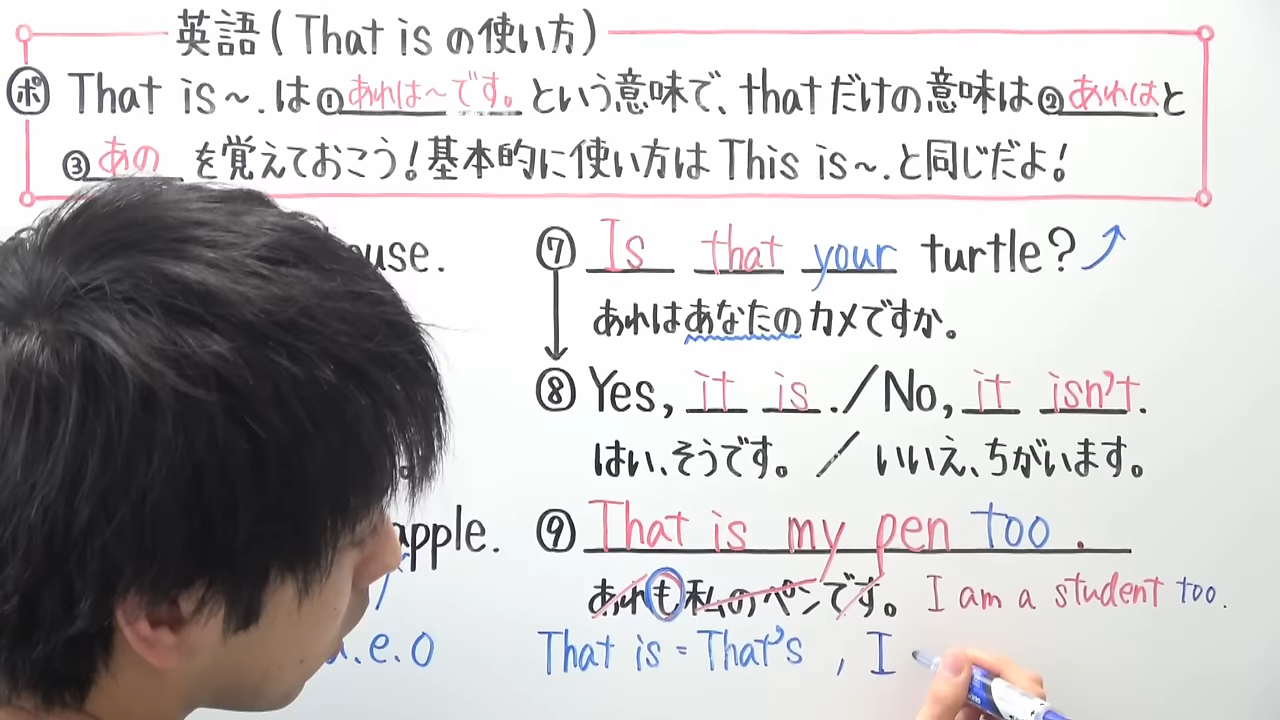 英語(That isの使い方)
ポ That is～.は①あれは～です。という意味で、thatだけの意味は②あれはと
③あのを覚えておこう!基本的に使い方はThis is～.と同じだよ!
use.
⑦ Is that your turtle?
あれはあなたのカメですか。
⑧ Yes, it is./No, it isn't.
はい、そうです。/いいえ、ちがいます。
apple.
⑨ That is my pen too.
あれも私のペンです。 I am a student too.
.e.o
That is = That's , I